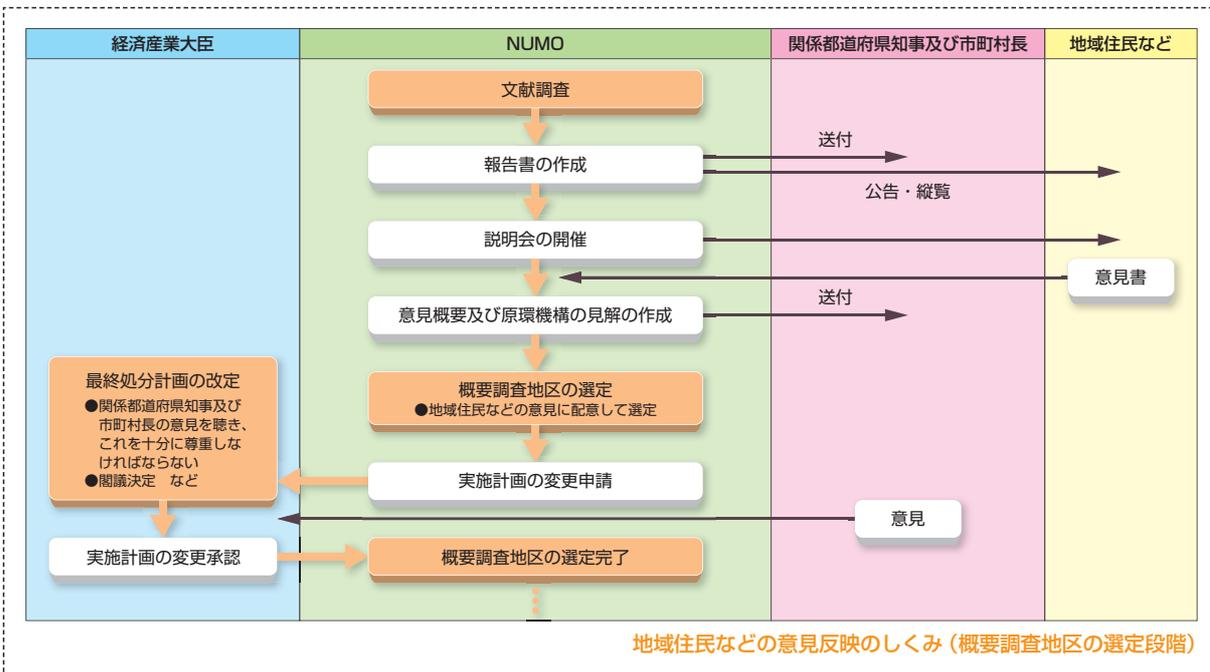 経済産業大臣
NUMO
関係都道府県知事及び市町村長
地域住民など
文献調査
報告書の作成
送付
公告・縦覧
説明会の開催
意見書
意見概要及び原環機構の見解の作成
送付
概要調査地区の選定
●地域住民などの意見に配意して選定
最終処分計画の改定
●関係都道府県知事及び
市町村長の意見を聴き、
これを十分に尊重しな
ければならない
●閣議決定　など
実施計画の変更申請
意見
実施計画の変更承認
概要調査地区の選定完了
地域住民などの意見反映のしくみ（概要調査地区の選定段階）